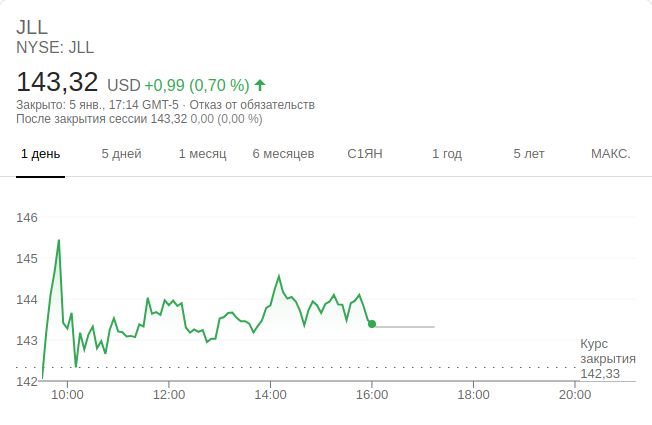 JLL
NYSE: JLL
143,32 USD +0,99 (0,70 %)
Закрыто: 5 янв., 17:14 GMT-5 · Отказ от обязательств
После закрытия сессии 143,32 0,00 (0,00 %)
1 день 5 дней 1 месяц 6 месяцев С1ЯН 1 год 5 лет МАКС.
146
145
144
143
Курс
закрытия
142,33
142
10:00 12:00 14:00 16:00 18:00 20:00